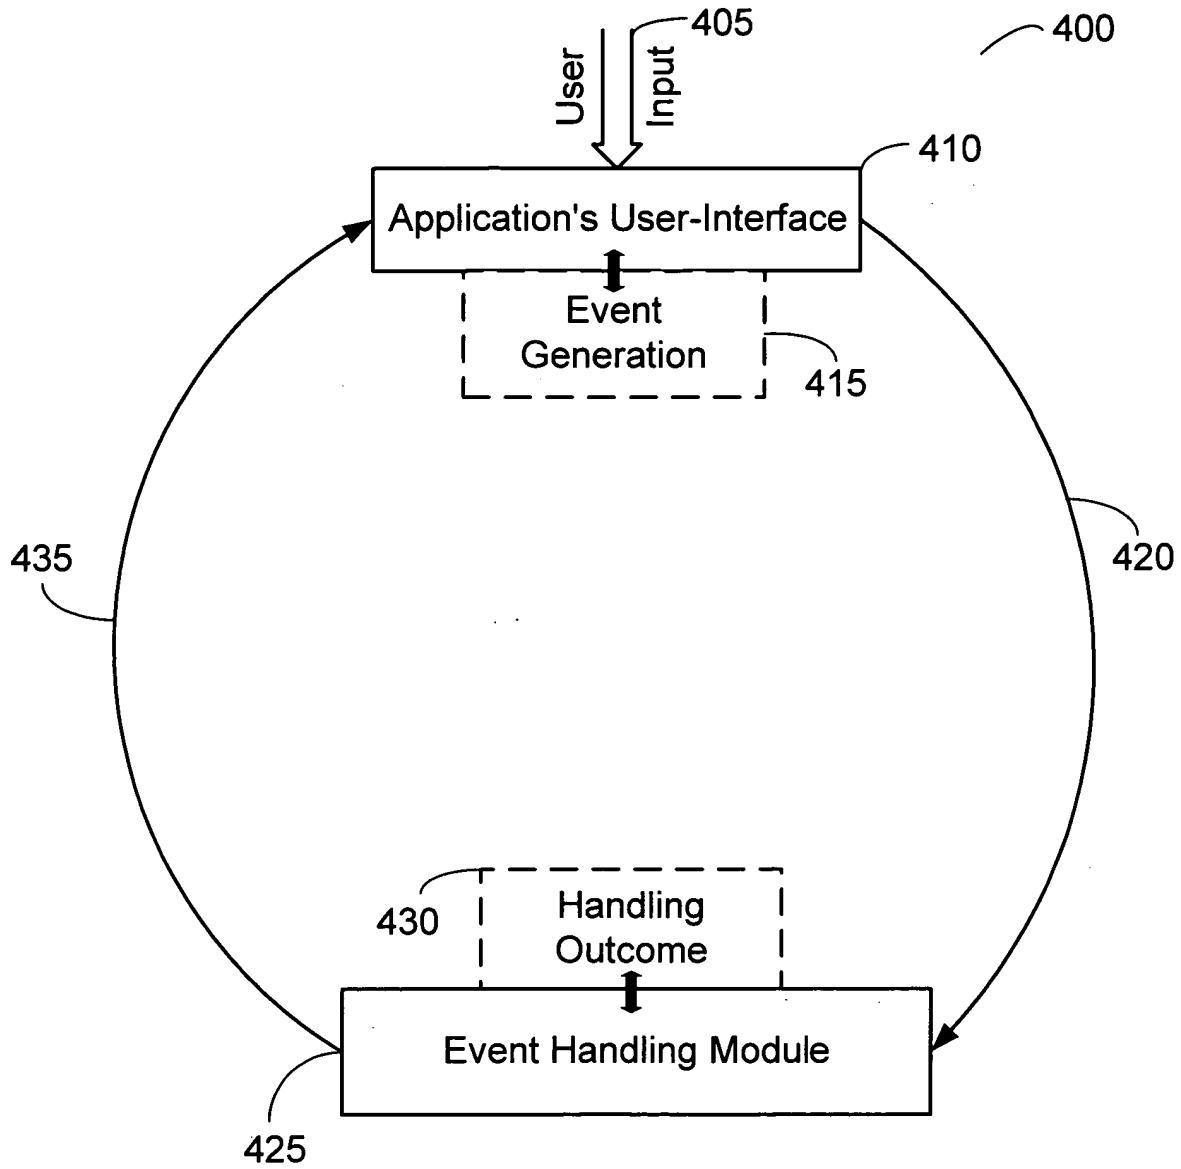 405
400
User
Input
410
Application's User-Interface
Event
Generation
415
435
420
430
Handling
Outcome
Event Handling Module
425